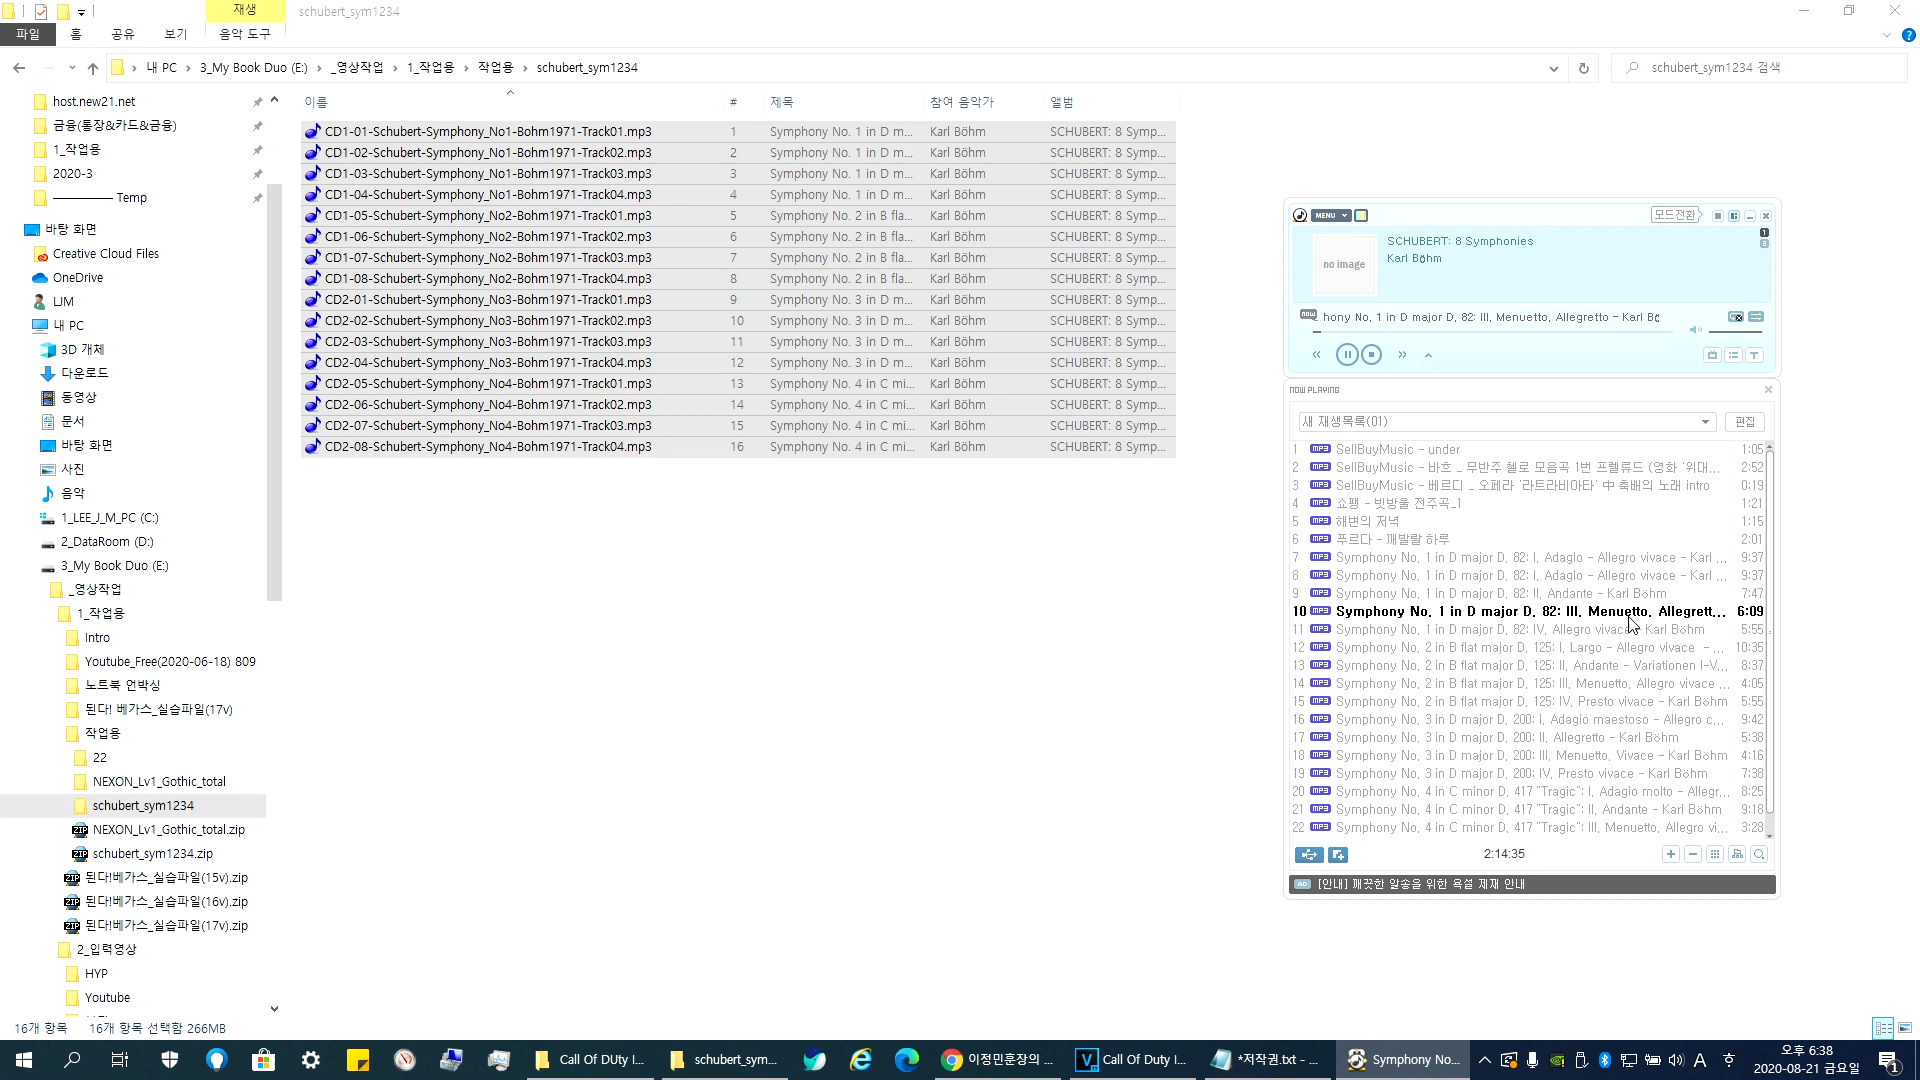 재생
schubert_sym1234
파일
홈
공유
보기
음악 도구
내 PC
3_My Book Duo (E:)
_영상작업
1_작업용
작업용
schubert_sym1234
schubert_sym1234 검색
host.new21.net
금융(통장&카드&금융)
1_작업용
2020-3
—————— Temp
바탕 화면
Creative Cloud Files
OneDrive
LJM
내 PC
3D 개체
다운로드
동영상
문서
바탕 화면
사진
음악
1_LEE_J_M_PC (C:)
2_DataRoom (D:)
3_My Book Duo (E:)
_영상작업
1_작업용
Intro
Youtube_Free(2020-06-18) 809
노트북 언박싱
된다! 베가스_실습파일(17v)
작업용
22
NEXON_Lv1_Gothic_total
schubert_sym1234
NEXON_Lv1_Gothic_total.zip
schubert_sym1234.zip
된다!베가스_실습파일(15v).zip
된다!베가스_실습파일(16v).zip
된다!베가스_실습파일(17v).zip
2_입력영상
HYP
Youtube
16개 항목 16개 항목 선택함 266MB
이름 # 제목 참여 음악가 앨범
CD1-01-Schubert-Symphony_No1-Bohm1971-Track01.mp3 1 Symphony No. 1 in D m... Karl Böhm SCHUBERT: 8 Symp...
CD1-02-Schubert-Symphony_No1-Bohm1971-Track02.mp3 2 Symphony No. 1 in D m... Karl Böhm SCHUBERT: 8 Symp...
CD1-03-Schubert-Symphony_No1-Bohm1971-Track03.mp3 3 Symphony No. 1 in D m... Karl Böhm SCHUBERT: 8 Symp...
CD1-04-Schubert-Symphony_No1-Bohm1971-Track04.mp3 4 Symphony No. 1 in D m... Karl Böhm SCHUBERT: 8 Symp...
CD1-05-Schubert-Symphony_No2-Bohm1971-Track01.mp3 5 Symphony No. 2 in B fla... Karl Böhm SCHUBERT: 8 Symp...
CD1-06-Schubert-Symphony_No2-Bohm1971-Track02.mp3 6 Symphony No. 2 in B fla... Karl Böhm SCHUBERT: 8 Symp...
CD1-07-Schubert-Symphony_No2-Bohm1971-Track03.mp3 7 Symphony No. 2 in B fla... Karl Böhm SCHUBERT: 8 Symp...
CD1-08-Schubert-Symphony_No2-Bohm1971-Track04.mp3 8 Symphony No. 2 in B fla... Karl Böhm SCHUBERT: 8 Symp...
CD2-01-Schubert-Symphony_No3-Bohm1971-Track01.mp3 9 Symphony No. 3 in D m... Karl Böhm SCHUBERT: 8 Symp...
CD2-02-Schubert-Symphony_No3-Bohm1971-Track02.mp3 10 Symphony No. 3 in D m... Karl Böhm SCHUBERT: 8 Symp...
CD2-03-Schubert-Symphony_No3-Bohm1971-Track03.mp3 11 Symphony No. 3 in D m... Karl Böhm SCHUBERT: 8 Symp...
CD2-04-Schubert-Symphony_No3-Bohm1971-Track04.mp3 12 Symphony No. 3 in D m... Karl Böhm SCHUBERT: 8 Symp...
CD2-05-Schubert-Symphony_No4-Bohm1971-Track01.mp3 13 Symphony No. 4 in C mi... Karl Böhm SCHUBERT: 8 Symp...
CD2-06-Schubert-Symphony_No4-Bohm1971-Track02.mp3 14 Symphony No. 4 in C mi... Karl Böhm SCHUBERT: 8 Symp...
CD2-07-Schubert-Symphony_No4-Bohm1971-Track03.mp3 15 Symphony No. 4 in C mi... Karl Böhm SCHUBERT: 8 Symp...
CD2-08-Schubert-Symphony_No4-Bohm1971-Track04.mp3 16 Symphony No. 4 in C mi... Karl Böhm SCHUBERT: 8 Symp...
MENU 모드전환
1
2
no image
SCHUBERT: 8 Symphonies
Karl Böhm
now hony No. 1 in D major D. 82: III. Menuetto. Allegretto - Karl Bö
NOW PLAYING
새 재생목록(01) 편집
1 MP3 SellBuyMusic - under 1:05
2 MP3 SellBuyMusic - 바흐 _ 무반주 첼로 모음곡 1번 프렐류드 (영화 '위대... 2:52
3 MP3 SellBuyMusic - 베르디 _ 오페라 '라트라비아타' 中 축배의 노래 intro 0:19
4 MP3 쇼팽 - 빗방울 전주곡_1 1:21
5 MP3 해변의 저녁 1:15
6 MP3 푸르다 - 깨발랄 하루 2:01
7 MP3 Symphony No. 1 in D major D. 82: I. Adagio - Allegro vivace - Karl ... 9:37
8 MP3 Symphony No. 1 in D major D. 82: I. Adagio - Allegro vivace - Karl ... 9:37
9 MP3 Symphony No. 1 in D major D. 82: II. Andante - Karl Böhm 7:47
10 MP3 Symphony No. 1 in D major D. 82: III. Menuetto. Allegrett... 6:09
11 MP3 Symphony No. 1 in D major D. 82: IV. Allegro vivace Karl Böhm 5:55
12 MP3 Symphony No. 2 in B flat major D. 125: I. Largo - Allegro vivace - ... 10:35
13 MP3 Symphony No. 2 in B flat major D. 125: II. Andante - Variationen I-V... 8:37
14 MP3 Symphony No. 2 in B flat major D. 125: III. Menuetto. Allegro vivace ... 4:05
15 MP3 Symphony No. 2 in B flat major D. 125: IV. Presto vivace - Karl Böhm 5:55
16 MP3 Symphony No. 3 in D major D. 200: I. Adagio maestoso - Allegro c... 9:42
17 MP3 Symphony No. 3 in D major D. 200: II. Allegretto - Karl Böhm 5:38
18 MP3 Symphony No. 3 in D major D. 200: III. Menuetto. Vivace - Karl Böhm 4:16
19 MP3 Symphony No. 3 in D major D. 200: IV. Presto vivace - Karl Böhm 7:38
20 MP3 Symphony No. 4 in C minor D. 417 "Tragic": I. Adagio molto - Allegr... 8:25
21 MP3 Symphony No. 4 in C minor D. 417 "Tragic": II. Andante - Karl Böhm 9:18
22 MP3 Symphony No. 4 in C minor D. 417 "Tragic": III. Menuetto. Allegro vi... 3:28
2:14:35
AD [안내] 깨끗한 알송을 위한 욕설 제재 안내
Call Of DUty I...
schubert_sym...
이정민훈장의 ...
Call Of Duty I...
*저작권.txt - ...
Symphony No...
A
오후 6:38
2020-08-21 금요일
1